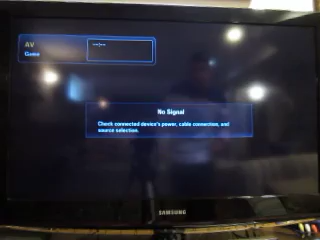 AV
Game
--:--
No Signal
Check connected device's power, cable connection, and
source selection.
SAMSUNG